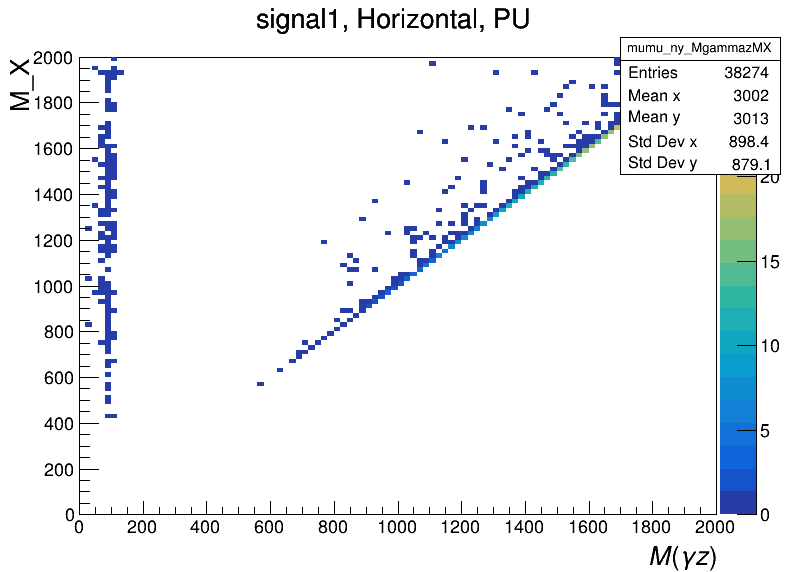 signal1, Horizontal, PU
mumu_ny_MgammazMX
Entries 38274
Mean x 3002
Mean y 3013
Std Dev x 898.4
Std Dev y 879.1
M_X
2000
1800
1600
1400
1200
1000
800
600
400
200
0
20
15
10
5
0
0 200 400 600 800 1000 1200 1400 1600 1800 2000
M(γz)